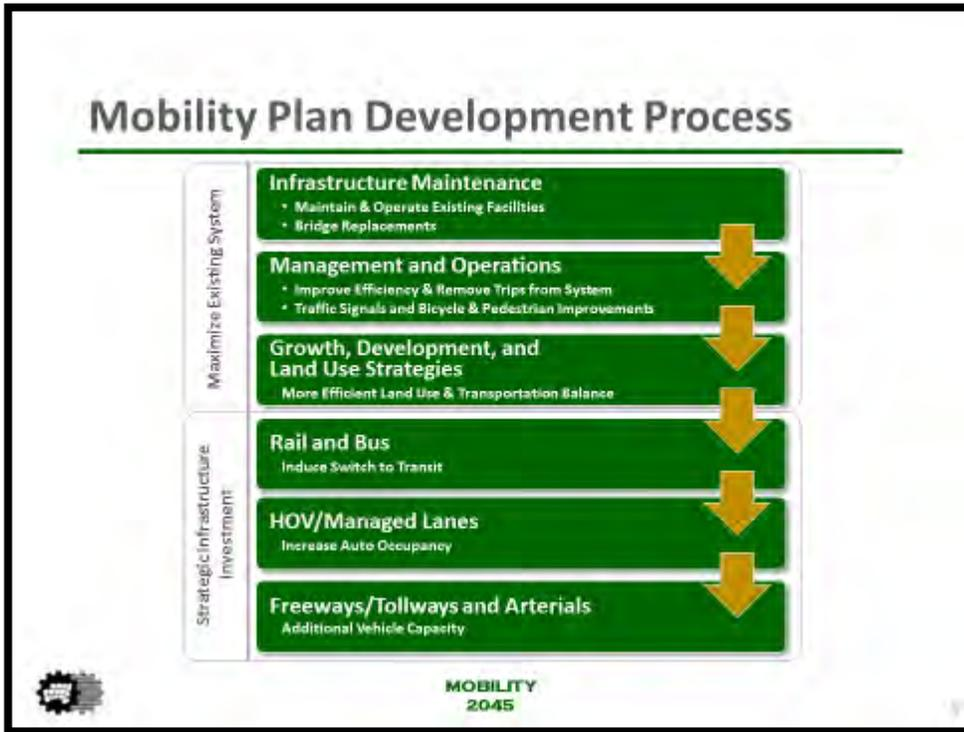 Mobility Plan Development Process
Maximize Existing System
Infrastructure Maintenance
• Maintain & Operate Existing Facilities
• Bridge Replacements
Management and Operations
• Improve Efficiency & Remove Trips from System
• Traffic Signals and Bicycle & Pedestrian Improvements
Growth, Development, and
Land Use Strategies
More Efficient Land Use & Transportation Balance
Strategic Infrastructure
Investment
Rail and Bus
Induce Switch to Transit
HOV/Managed Lanes
Increase Auto Occupancy
Freeways/Tollways and Arterials
Additional Vehicle Capacity
MOBILITY
2045